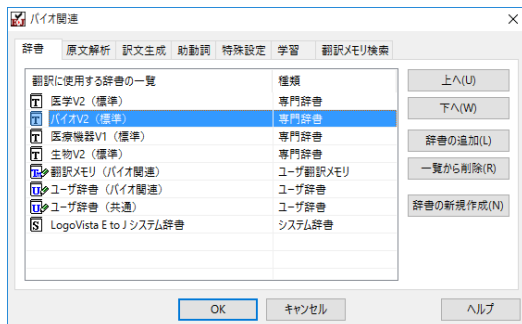 バイオ関連
辞書 原文解析 訳文生成 助動詞 特殊設定 学習 翻訳メモリ検索
翻訳に使用する辞書の一覧 種類
医学V2（標準） 専門辞書
バイオV2（標準） 専門辞書
医療機器V1（標準） 専門辞書
生物V2（標準） 専門辞書
翻訳メモリ（バイオ関連） ユーザ翻訳メモリ
ユーザ辞書（バイオ関連） ユーザ辞書
ユーザ辞書（共通） ユーザ辞書
LogoVista E to J システム辞書 システム辞書
上へ(U)
下へ(W)
辞書の追加(L)
一覧から削除(R)
辞書の新規作成(N)
OK キャンセル ヘルプ